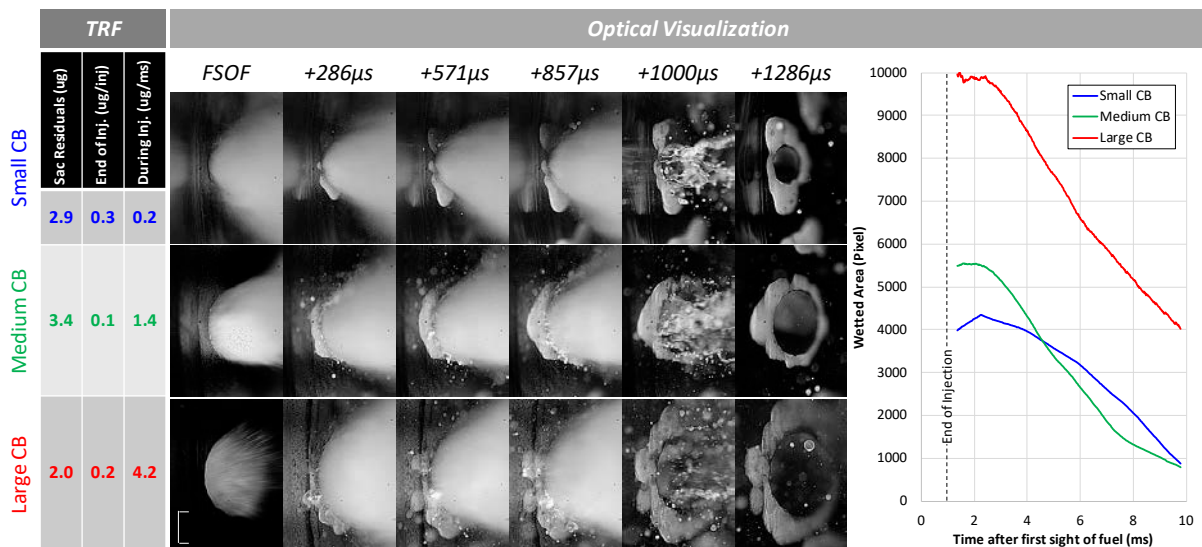 TRF
Optical Visualization
Sac Residuals (ug)
End of Inj. (ug/inj)
During Inj. (ug/ms)
FSOF +286µs +571µs +857µs +1000µs +1286µs
Small CB
2.9 0.3 0.2
Medium CB
3.4 0.1 1.4
Large CB
2.0 0.2 4.2
Wetted Area (Pixel)
10000
9000
8000
7000
6000
5000
4000
3000
2000
1000
0
Small CB
Medium CB
Large CB
End of Injection
0 2 4 6 8 10
Time after first sight of fuel (ms)